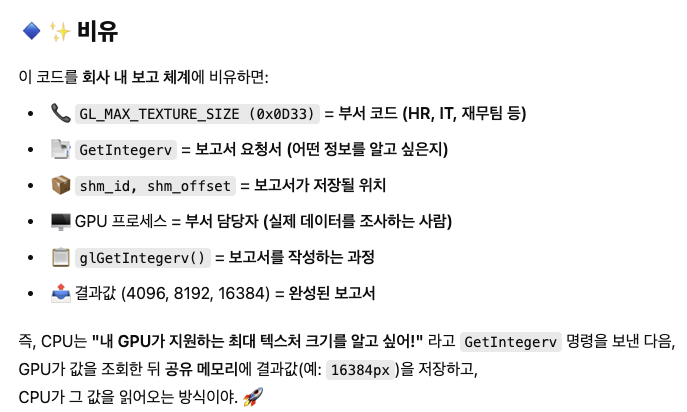 🔹 ✨ 비유
이 코드를 회사 내 보고 체계에 비유하면:
• 📞 GL_MAX_TEXTURE_SIZE (0x0D33) = 부서 코드 (HR, IT, 재무팀 등)
• 📑 GetIntegerv = 보고서 요청서 (어떤 정보를 알고 싶은지)
• 📦 shm_id, shm_offset = 보고서가 저장될 위치
• 🖥️ GPU 프로세스 = 부서 담당자 (실제 데이터를 조사하는 사람)
• 📋 glGetIntegerv() = 보고서를 작성하는 과정
• 📤 결과값 (4096, 8192, 16384) = 완성된 보고서
즉, CPU는 "내 GPU가 지원하는 최대 텍스처 크기를 알고 싶어!" 라고 GetIntegerv 명령을 보낸 다음,
GPU가 값을 조회한 뒤 공유 메모리에 결과값(예: 16384px)을 저장하고,
CPU가 그 값을 읽어오는 방식이야. 🚀